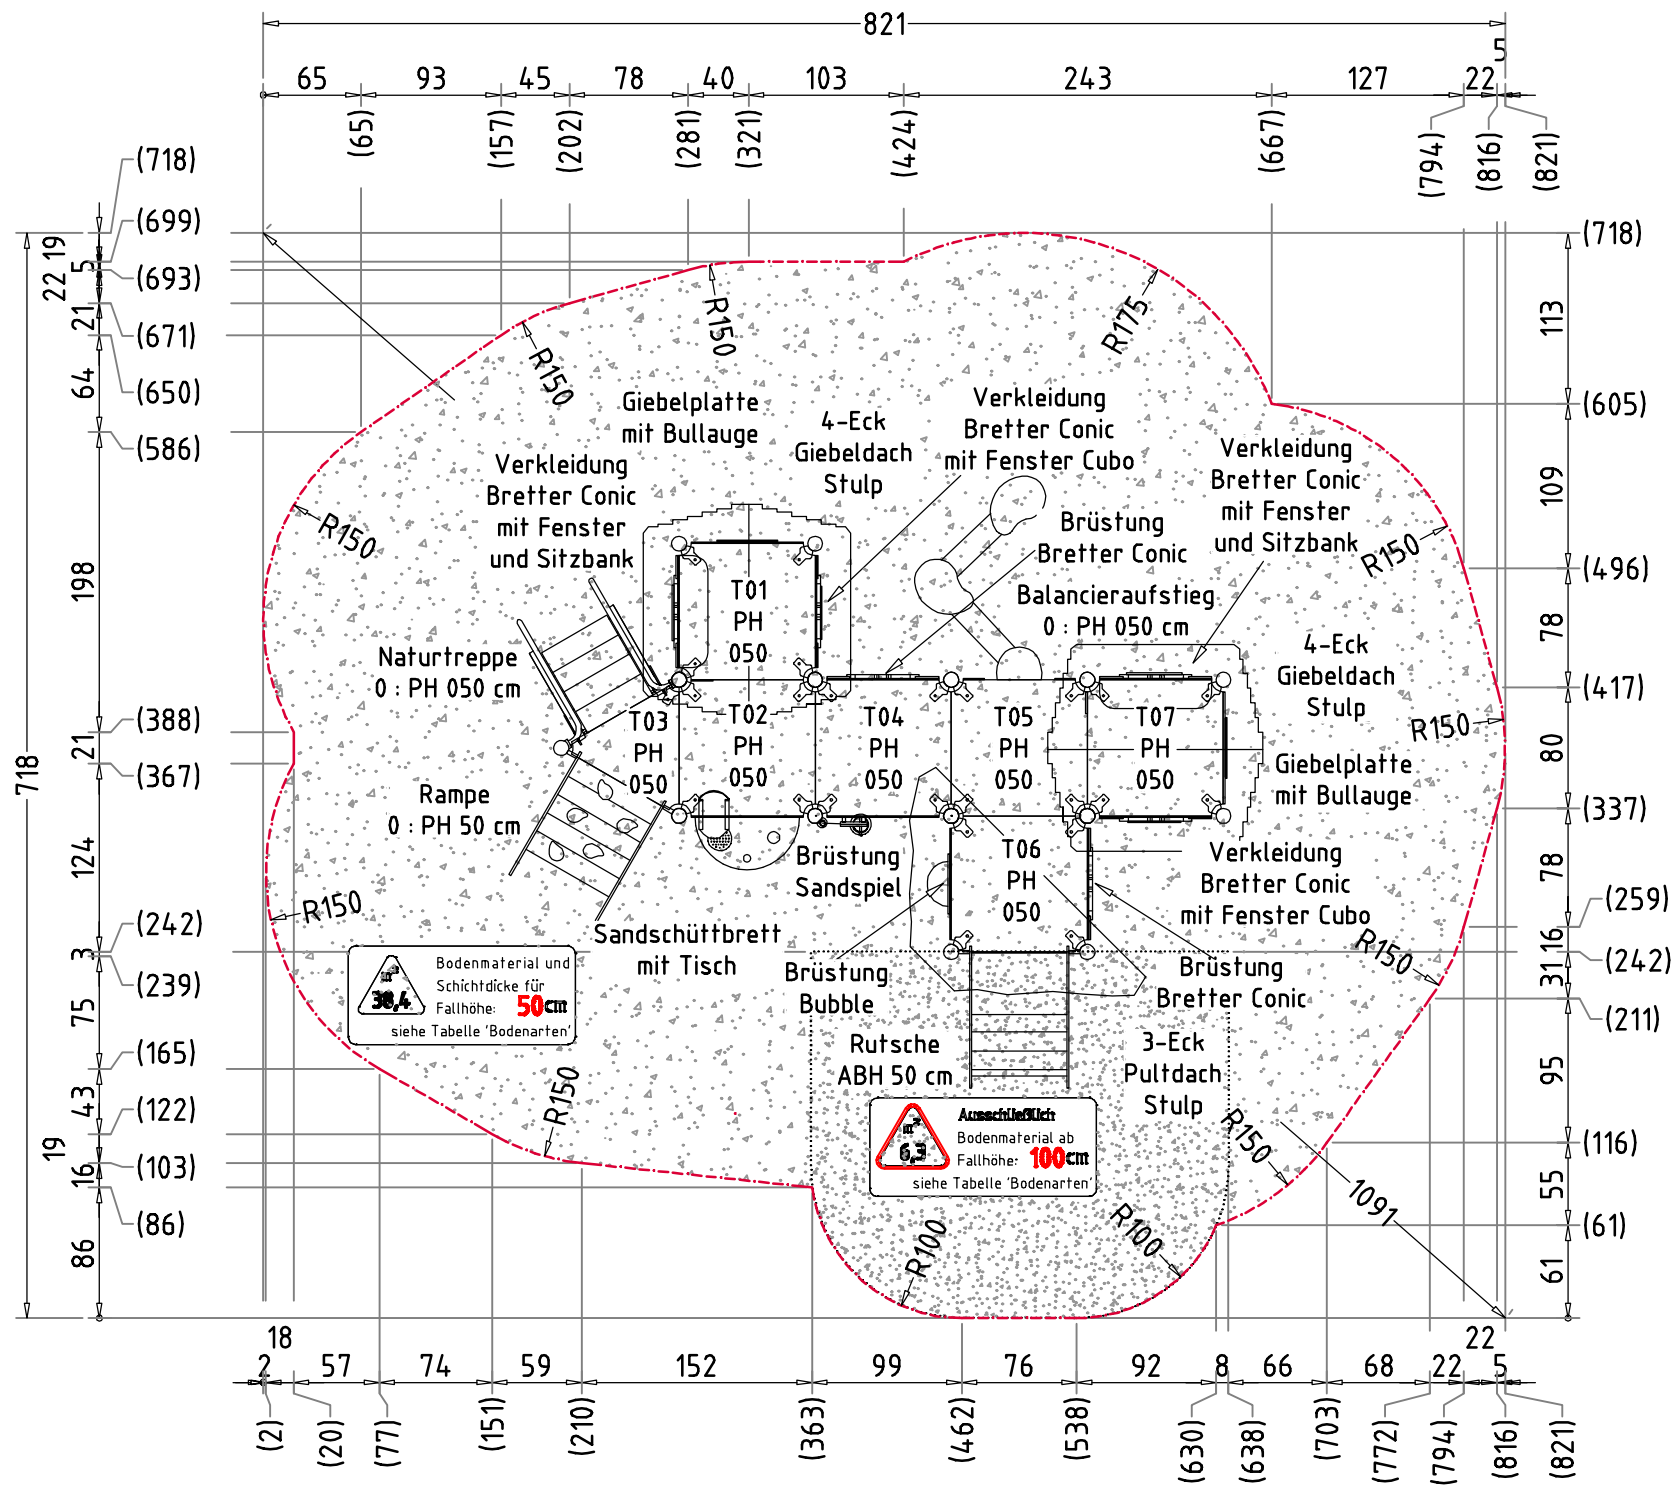 821
5
65 93 45 78 40 103 243 127 22
(65) (157) (202) (281) (321) (424) (667) (794) (816) (821)
(718)
(699)
(693)
(671)
(650)
(586)
(388)
(367)
(242)
(239)
(165)
(122)
(103)
(86)
718
19
5
22
21
64
198
21
124
3
75
43
19
16
86
(718)
(605)
(496)
(417)
(337)
(259)
(242)
(211)
(116)
(61)
113
109
78
80
78
16
31
95
55
61
R150
R175
R150
Giebelplatte
mit Bullauge
4-Eck
Giebeldach
Stulp
Verkleidung
Bretter Conic
mit Fenster Cubo
Verkleidung
Bretter Conic
mit Fenster
und Sitzbank
Verkleidung
Bretter Conic
mit Fenster
und Sitzbank
Brüstung
Bretter Conic
R150
R150
Balancieraufstieg
0 : PH 050 cm
T01
PH
050
4-Eck
Giebeldach
Stulp
Naturtreppe
0 : PH 050 cm
R150
T03
PH
050
T02
PH
050
T04
PH
050
T05
PH
050
T07
PH
050
Giebelplatte
mit Bullauge
Rampe
0 : PH 50 cm
Brüstung
Sandspiel
T06
PH
050
Verkleidung
Bretter Conic
mit Fenster Cubo
R150
Sandschüttbrett
mit Tisch
R150
Brüstung
Bubble
Brüstung
Bretter Conic
m²
38,4
Bodenmaterial und
Schichtdicke für
Fallhöhe: 50cm
siehe Tabelle 'Bodenarten'
Rutsche
ABH 50 cm
3-Eck
Pultdach
Stulp
R150
m²
6,3
Ausschließlich
Bodenmaterial ab
Fallhöhe: 100cm
siehe Tabelle 'Bodenarten'
R150
1091
R100
R100
18
22
2 57 74 59 152 99 76 92 8 66 68 22 5
(2) (20) (77) (151) (210) (363) (462) (538) (630) (638) (703) (772) (794) (816) (821)